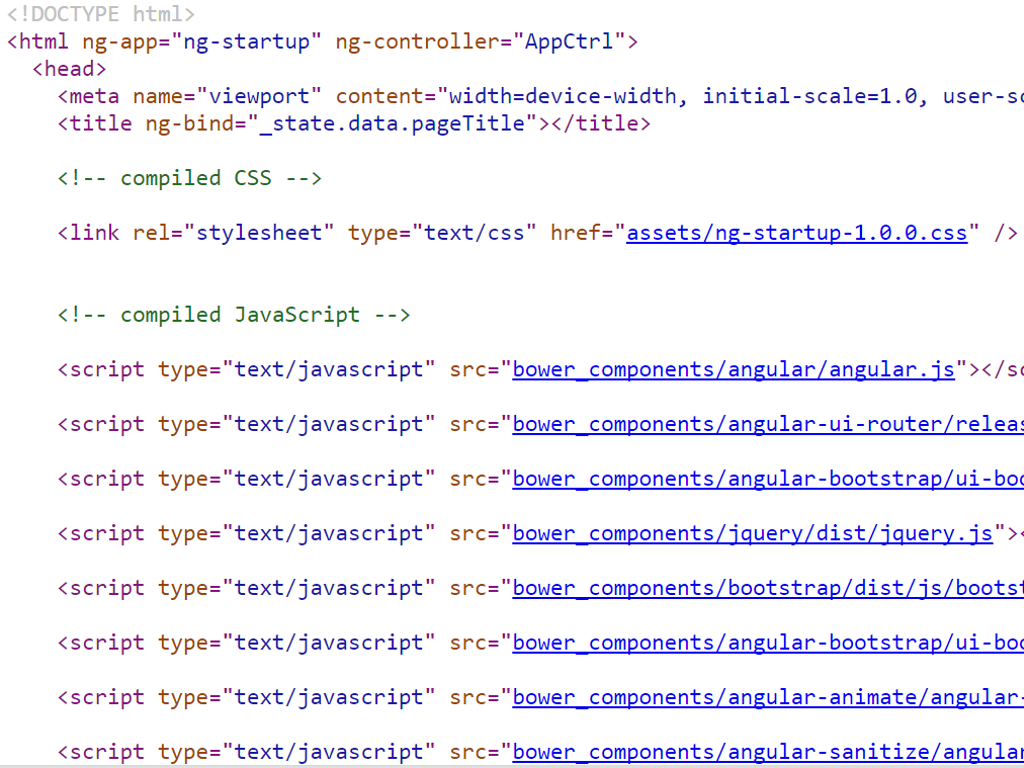 <!DOCTYPE html>
<html ng-app="ng-startup" ng-controller="AppCtrl">
<head>
<meta name="viewport" content="width=device-width, initial-scale=1.0,
<title ng-bind="_state.data.pageTitle"></title>
<!-- compiled CSS -->
<link rel="stylesheet" type="text/css" href="assets/ng-startup-1.0.0.css" />
<!-- compiled JavaScript -->
<script type="text/javascript" src="bower_components/angular/angular.js"></sc
<script type="text/javascript" src="bower_components/angular-ui-router/releas
<script type="text/javascript" src="bower_components/angular-bootstrap/ui-boo
<script type="text/javascript" src="bower_components/jquery/dist/jquery.js"><
<script type="text/javascript" src="bower_components/bootstrap/dist/js/bootst
<script type="text/javascript" src="bower_components/angular-bootstrap/ui-boo
<script type="text/javascript" src="bower_components/angular-animate/angular-
<script type="text/javascript" src="bower_components/angular-sanitize/angular